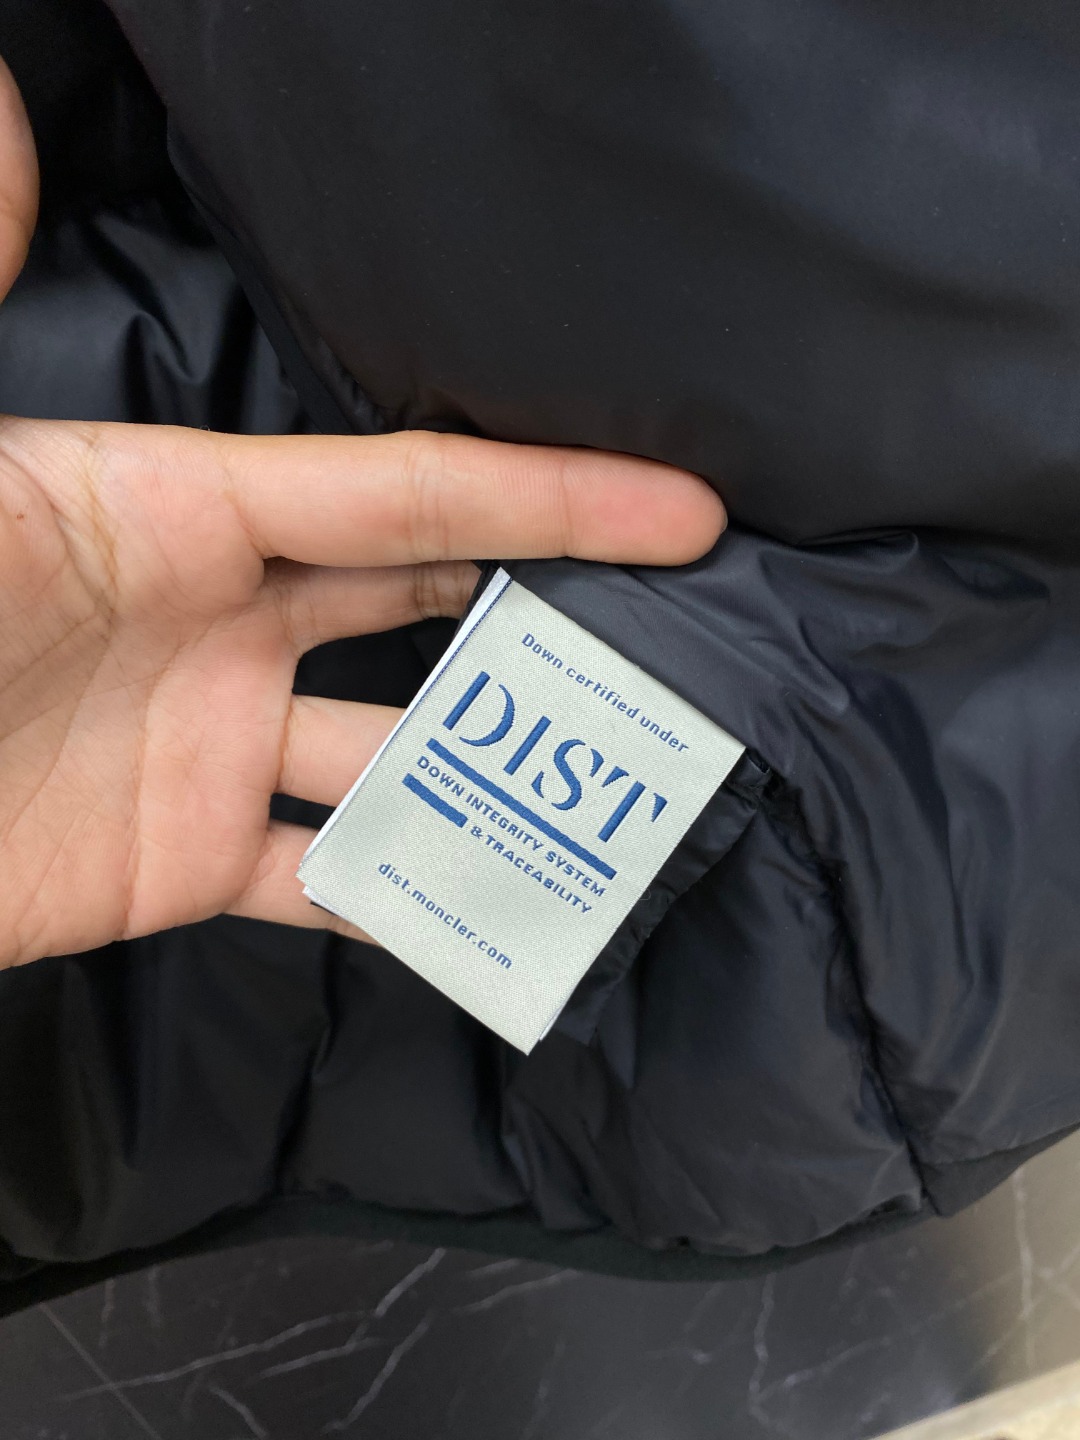 Down certified under
DIST
DOWN INTEGRITY SYSTEM
& TRACEABILITY
dist.moncler.com